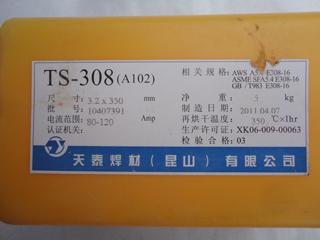 TS-308(A102)
相关规格: AWS A5.4 E308-16
ASME SFA5.4 E308-16
GB /T983 E308-16
尺 寸: 3.2 x 350 mm
批 号: 10407391
电流范围: 80-120 Amp
认证机关:
净 重: 5 kg
制造日期: 2011.04.07
再烘干温度: 350 ℃×1hr
生产许可证: XK06-009-00063
检验合格: 03
天泰焊材(昆山)有限公司